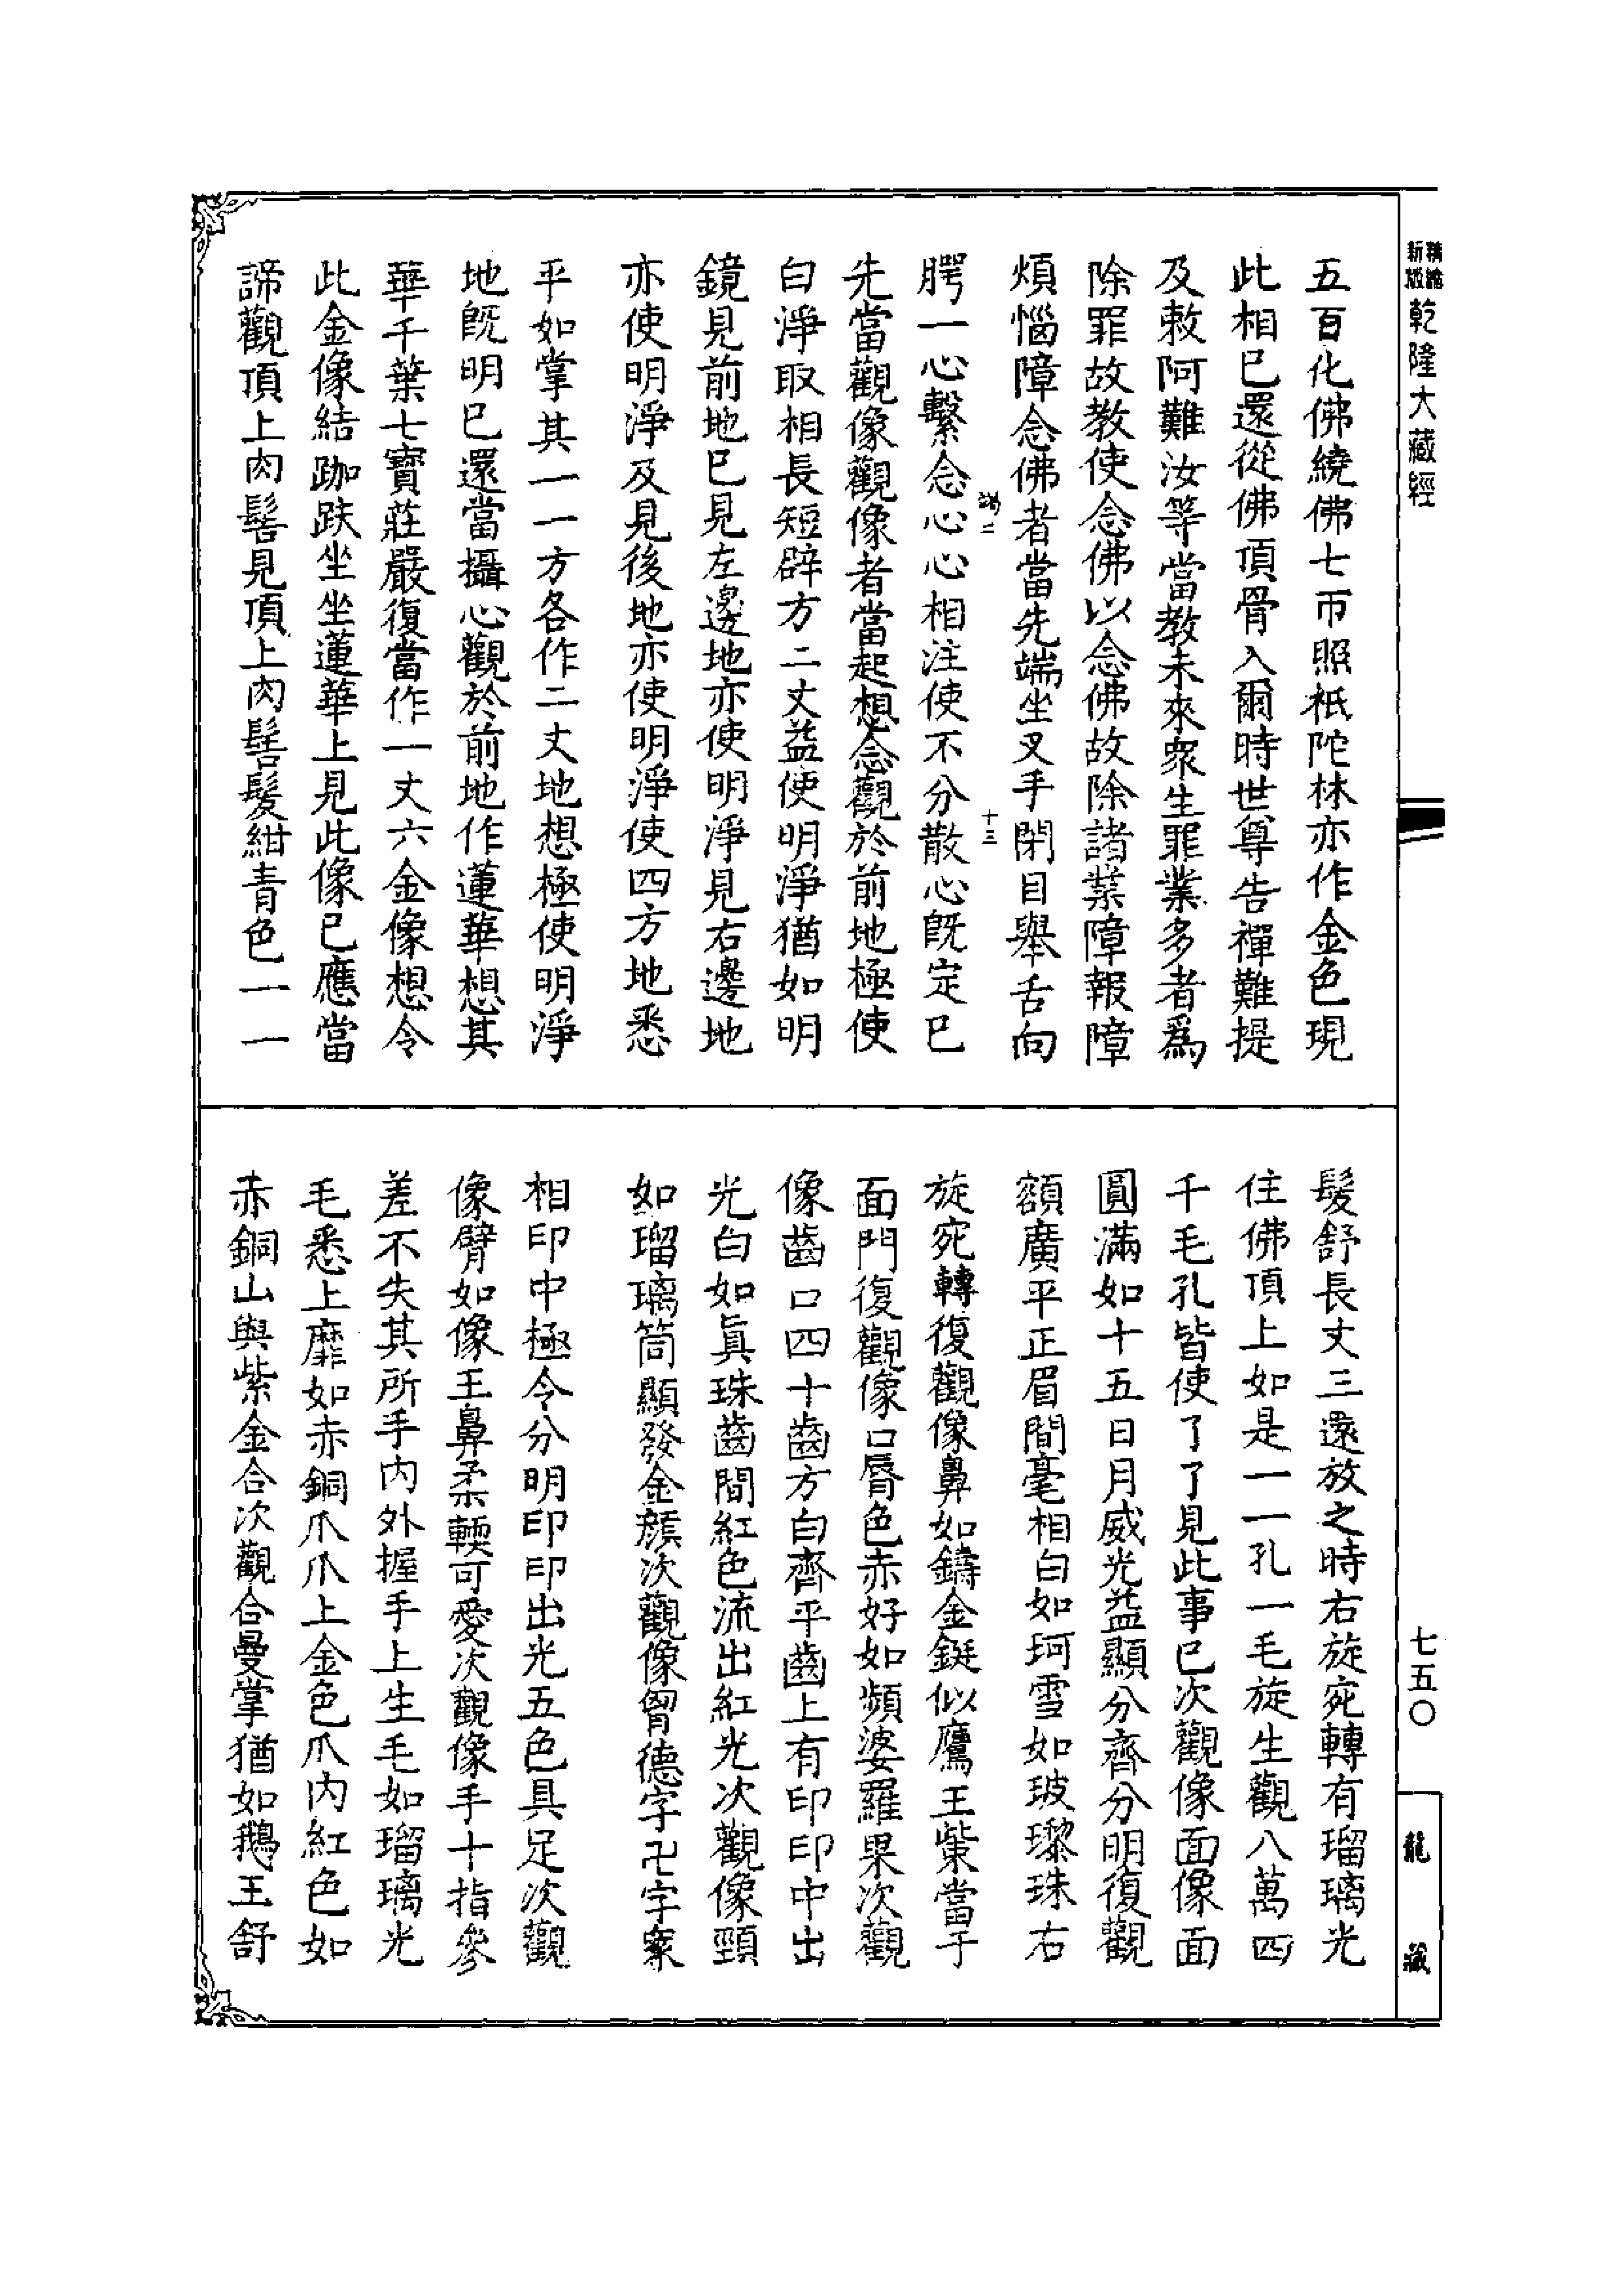 精繪
新版
乾隆大藏經
七五〇
龍藏
五百化佛繞佛七帀照祇陀林亦作金色現
此相已還從佛頂骨入爾時世尊告禪難提
及敕阿難汝等當教未來衆生罪業多者爲
除罪故教使念佛以念佛故除諸業障報障
煩惱障念佛者當先端坐叉手閉目舉舌向
腭一心繫念心心相注使不分散心既定已
十三
先當觀像觀像者當起想念觀於前地極使
白淨取相長短辟方二丈益使明淨猶如明
鏡見前地已見左邊地亦使明淨見右邊地
亦使明淨及見後地亦使明淨使四方地悉
平如掌其一一方各作二丈地想極使明淨
地既明已還當攝心觀於前地作蓮華想其
華千葉七寶莊嚴復當作一丈六金像想令
此金像結跏趺坐坐蓮華上見此像已應當
諦觀頂上肉髻見頂上肉髻髮紺青色一一
髮舒長丈三還放之時右旋宛轉有瑠璃光
住佛頂上如是一一孔一毛旋生觀八萬四
千毛孔皆使了了見此事已次觀像面像面
圓滿如十五日月威光益顯分齊分明復觀
額廣平正眉間毫相白如珂雪如玻瓈珠右
旋宛轉復觀像鼻如鑄金鋌似鷹王㭰當于
面門復觀像口脣色赤好如頻婆羅果次觀
像齒口四十齒方白齊平齒上有印印中出
光白如眞珠齒間紅色流出紅光次觀像頸
如瑠璃筒顯發金顏次觀像胷德字卍字衆
相印中極令分明印印出光五色具足次觀
像臂如像王鼻柔輭可愛次觀像手十指參
差不失其所手內外握手上生毛如瑠璃光
毛悉上靡如赤銅爪爪上金色爪內紅色如
赤銅山與紫金合次觀合曼掌猶如鵝王舒